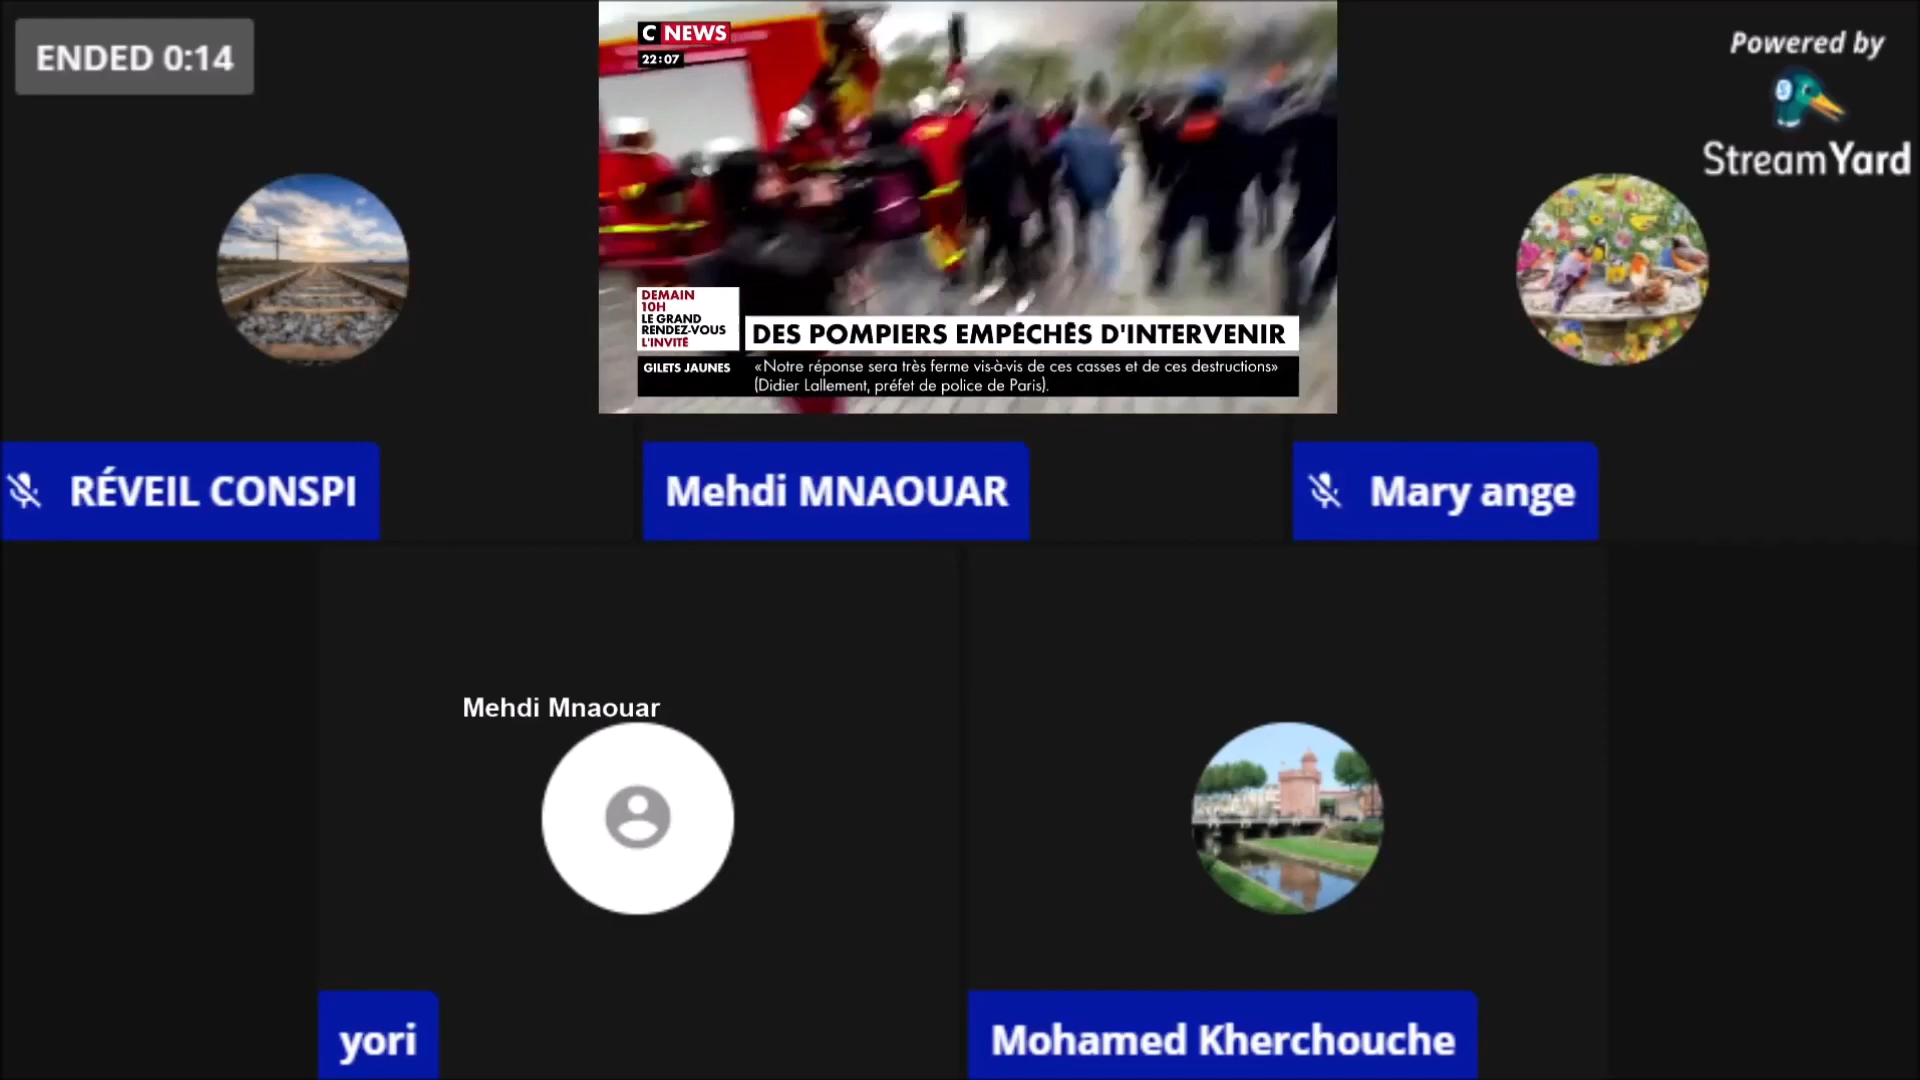 ENDED 0:14
C NEWS
22:07
Powered by
StreamYard
DEMAIN
10H
LE GRAND
RENDEZ-VOUS
L'INVITÉ
DES POMPIERS EMPÊCHÉS D'INTERVENIR
GILETS JAUNES
«Notre réponse sera très ferme vis-à-vis de ces casses et de ces destructions»
(Didier Lallement, préfet de police de Paris).
RÉVEIL CONSPI
Mehdi MNAOUAR
Mary ange
Mehdi Mnaouar
yori
Mohamed Kherchouche